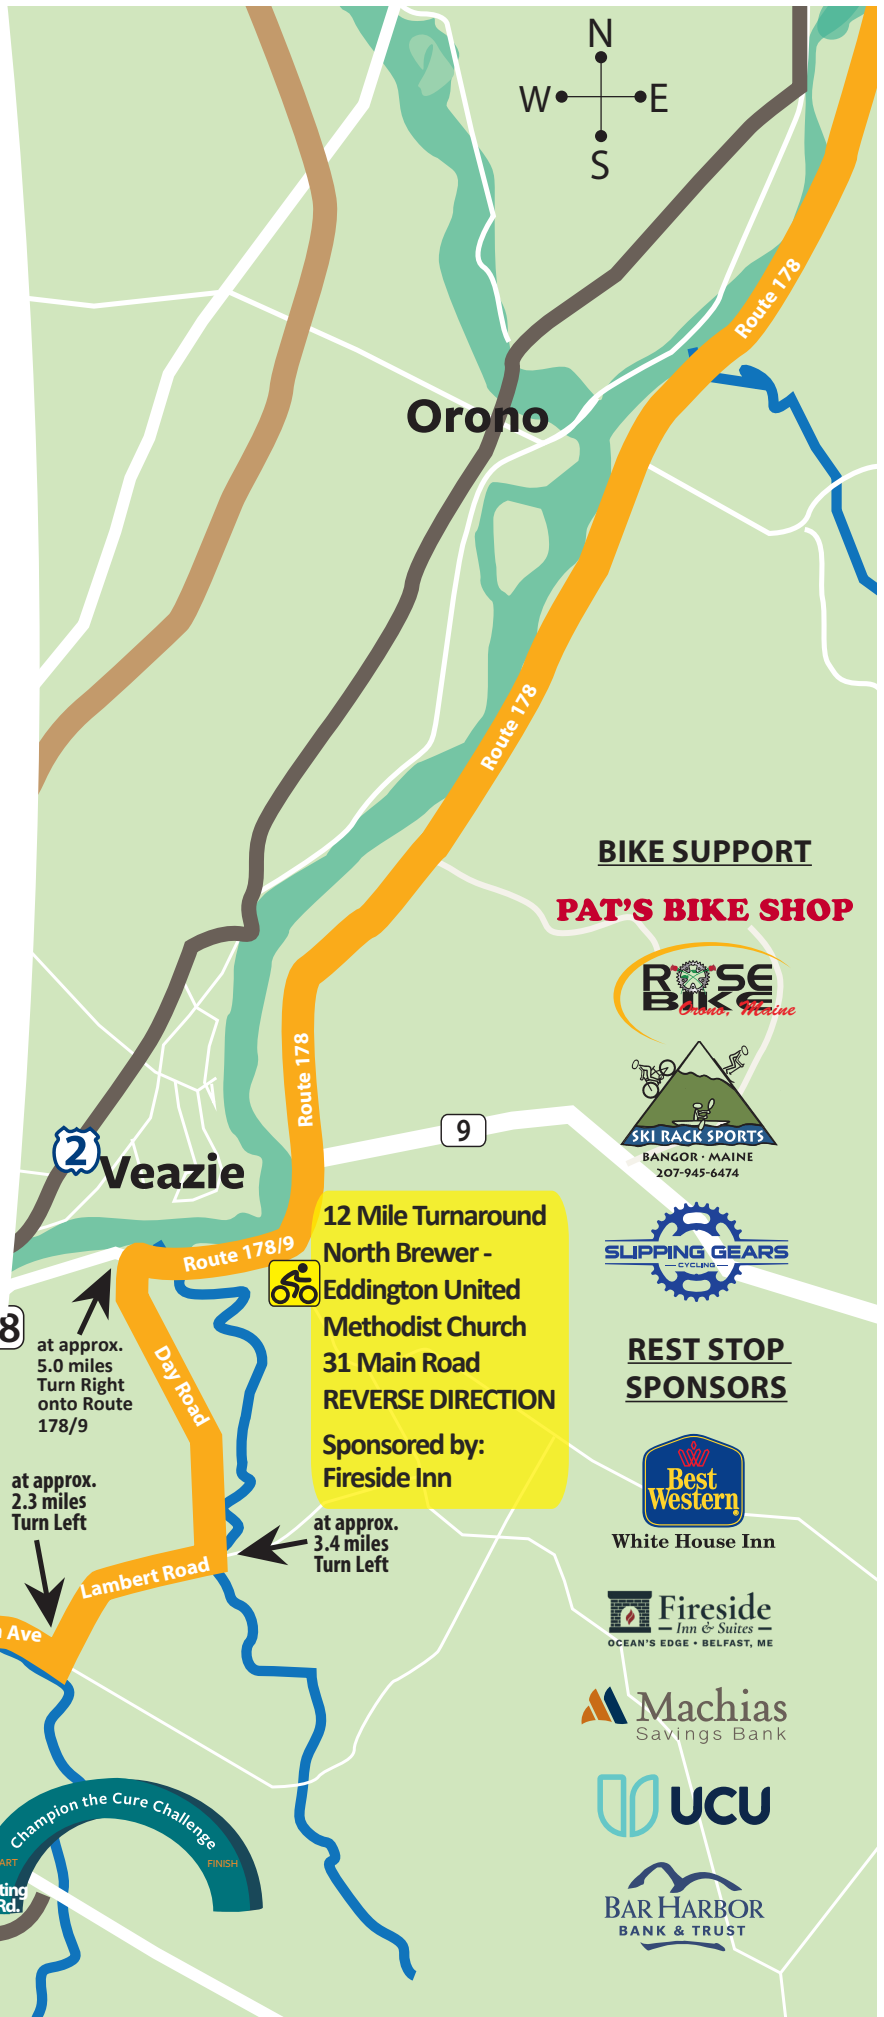 N
W E
S
Route 178
Orono
Route 178
BIKE SUPPORT
PAT'S BIKE SHOP
ROSE
BIKE
Orono, Maine
SKI RACK SPORTS
BANGOR · MAINE
207-945-6474
SLIPPING GEARS
CYCLING
Route 178
9
2
Veazie
Route 178/9
12 Mile Turnaround
North Brewer -
Eddington United
Methodist Church
31 Main Road
REVERSE DIRECTION
Sponsored by:
Fireside Inn
8
at approx.
5.0 miles
Turn Right
onto Route
178/9
Day Road
at approx.
2.3 miles
Turn Left
at approx.
3.4 miles
Turn Left
Lambert Road
Ave
REST STOP
SPONSORS
Best
Western
White House Inn
Fireside
Inn & Suites
OCEAN'S EDGE • BELFAST, ME
Machias
Savings Bank
UCU
BAR HARBOR
BANK & TRUST
Champion the Cure Challenge
ART
FINISH
ting
Rd.